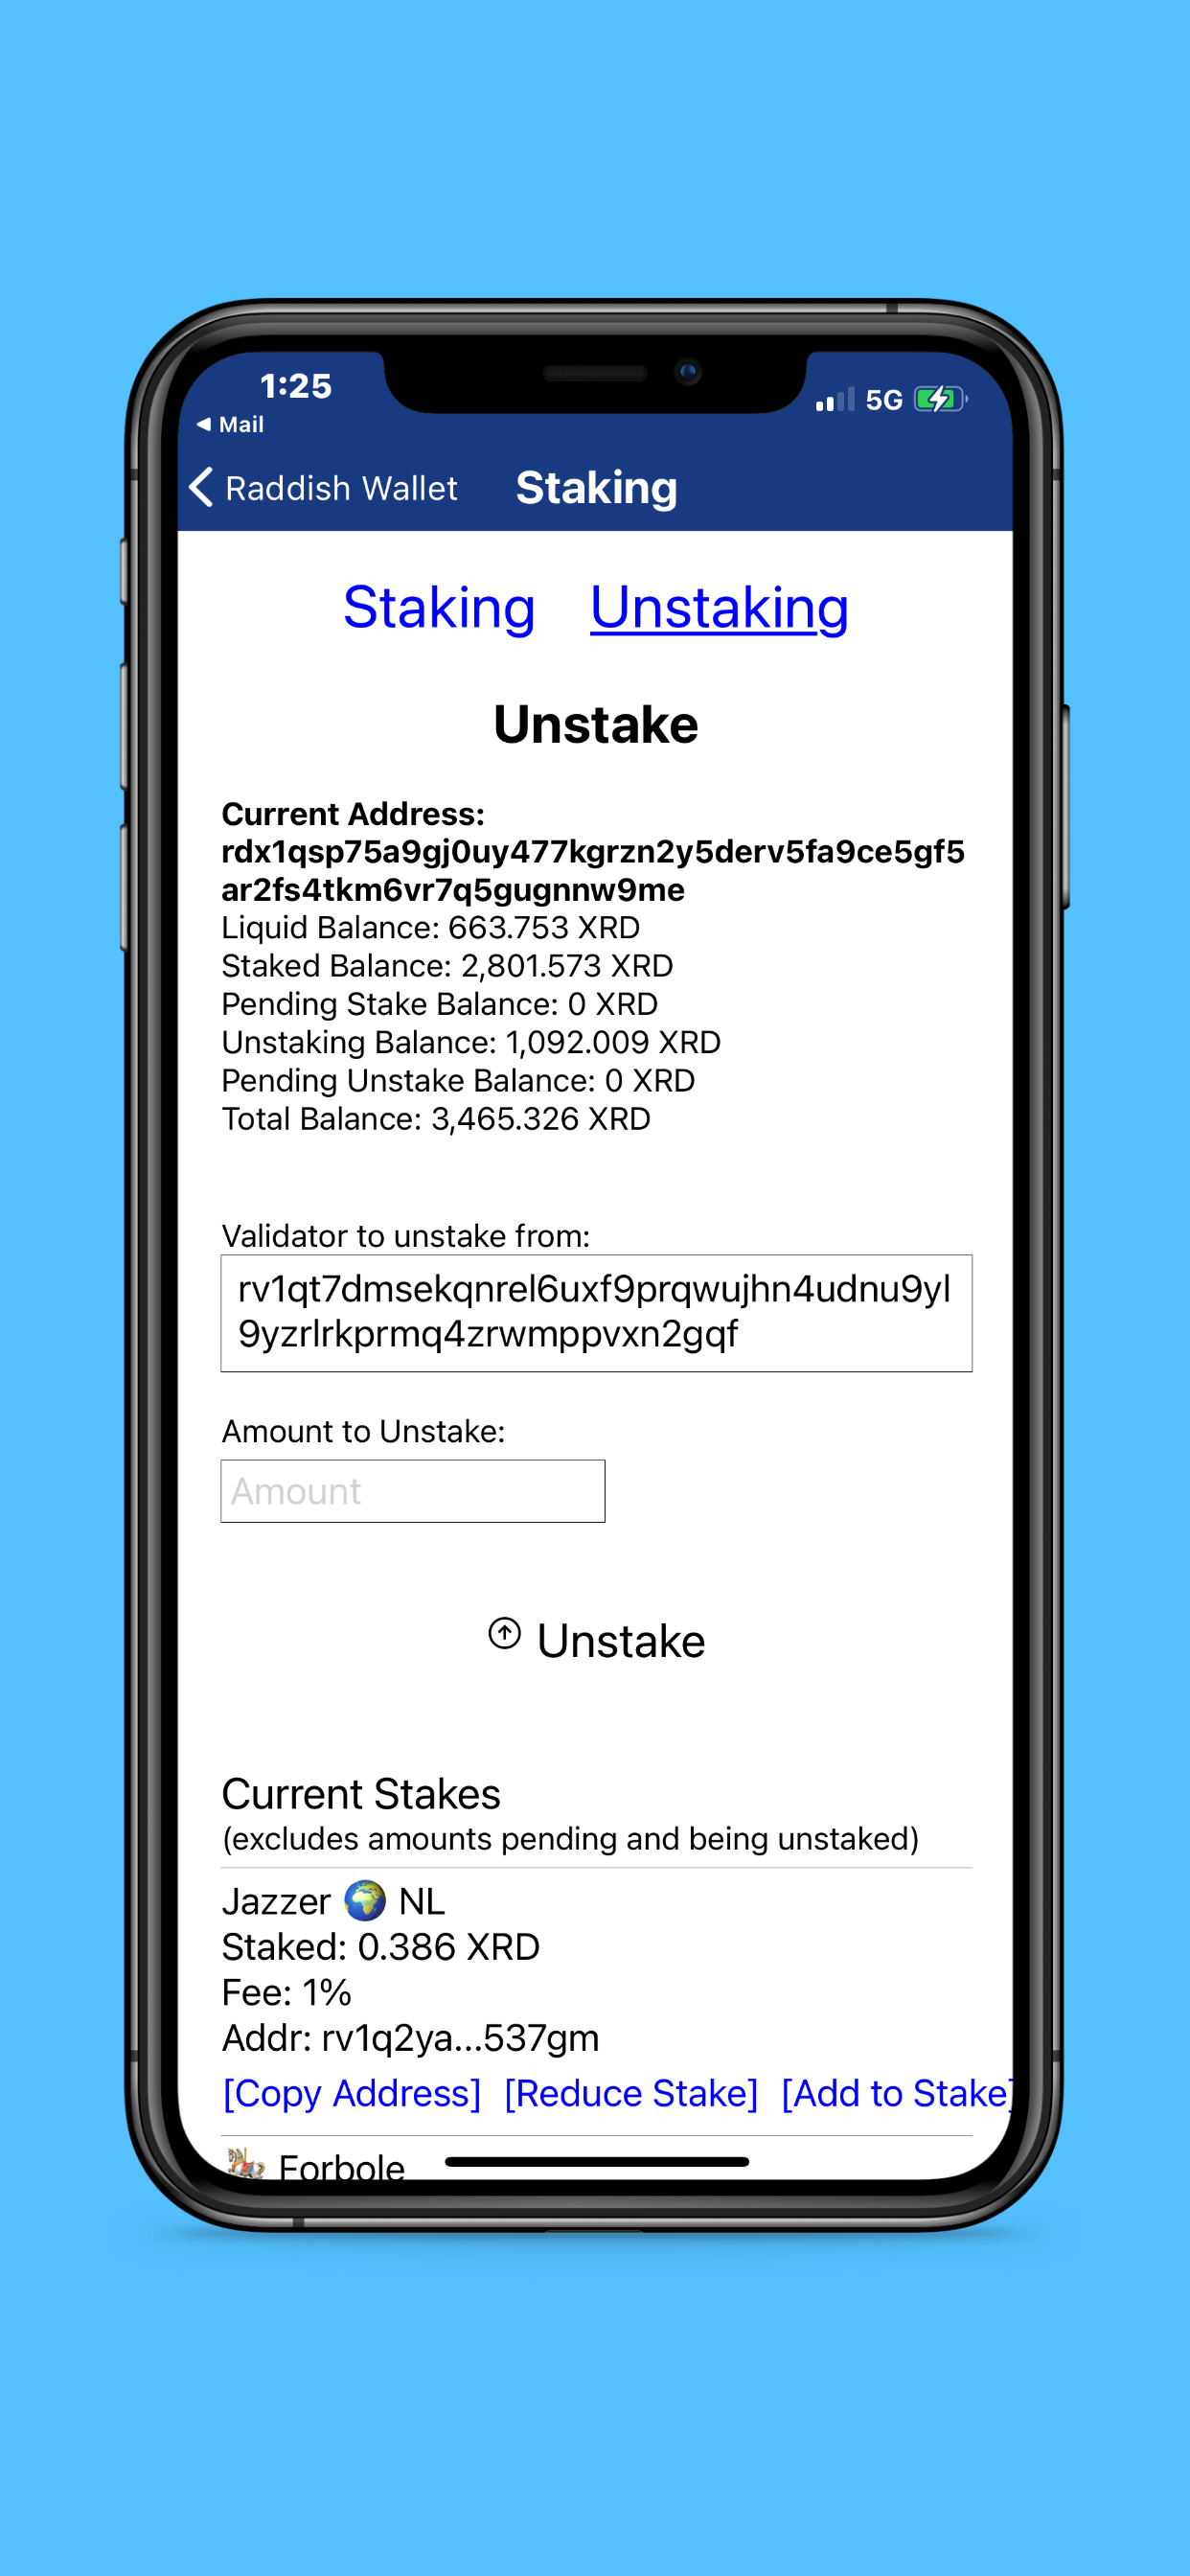 1:25
5G
Mail
Raddish Wallet Staking
Staking Unstaking
Unstake
Current Address:
rdx1qsp75a9gj0uy477kgrzn2y5derv5fa9ce5gf5
ar2fs4tkm6vr7q5gugnnw9me
Liquid Balance: 663.753 XRD
Staked Balance: 2,801.573 XRD
Pending Stake Balance: 0 XRD
Unstaking Balance: 1,092.009 XRD
Pending Unstake Balance: 0 XRD
Total Balance: 3,465.326 XRD
Validator to unstake from:
rv1qt7dmsekqnrel6uxf9prqwujhn4udnu9yl
9yzrlrkprmq4zrwmppvxn2gqf
Amount to Unstake:
Amount
Unstake
Current Stakes
(excludes amounts pending and being unstaked)
Jazzer 🌍 NL
Staked: 0.386 XRD
Fee: 1%
Addr: rv1q2ya...537gm
[Copy Address] [Reduce Stake] [Add to Stake]
🎠 Forbole